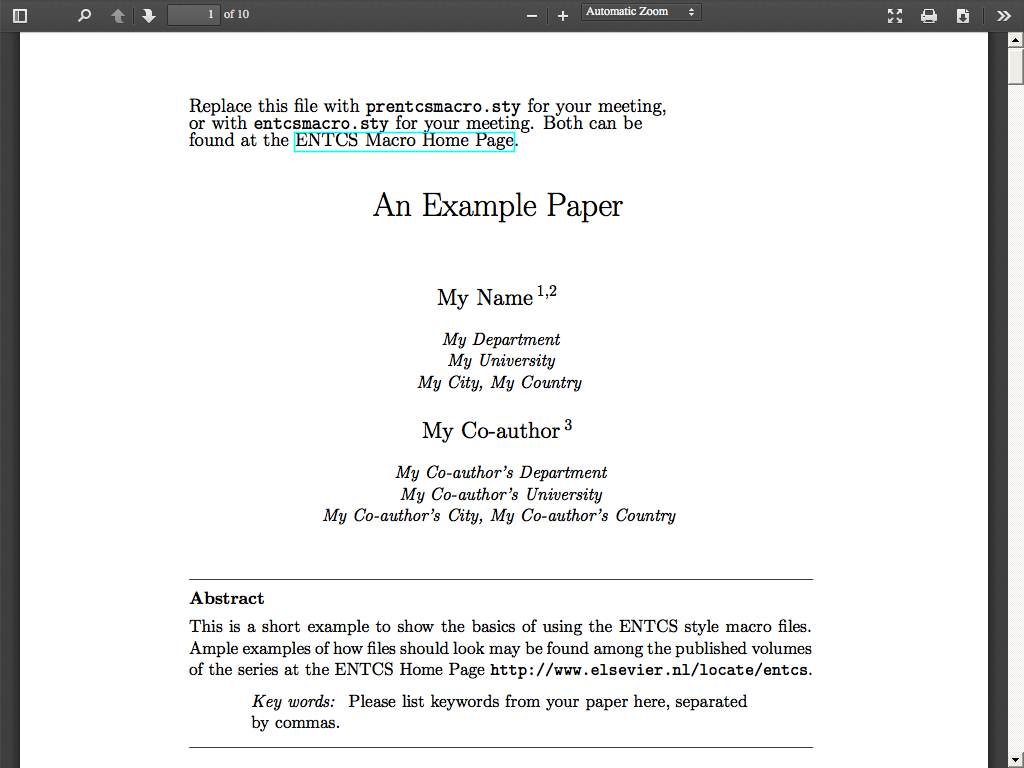 1 of 10
Automatic Zoom
Replace this file with prentcsmacro.sty for your meeting,
or with entcsmacro.sty for your meeting. Both can be
found at the ENTCS Macro Home Page.
An Example Paper
My Name 1,2
My Department
My University
My City, My Country
My Co-author 3
My Co-author's Department
My Co-author's University
My Co-author's City, My Co-author's Country
Abstract
This is a short example to show the basics of using the ENTCS style macro files.
Ample examples of how files should look may be found among the published volumes
of the series at the ENTCS Home Page http://www.elsevier.nl/locate/entcs.
Key words: Please list keywords from your paper here, separated
by commas.